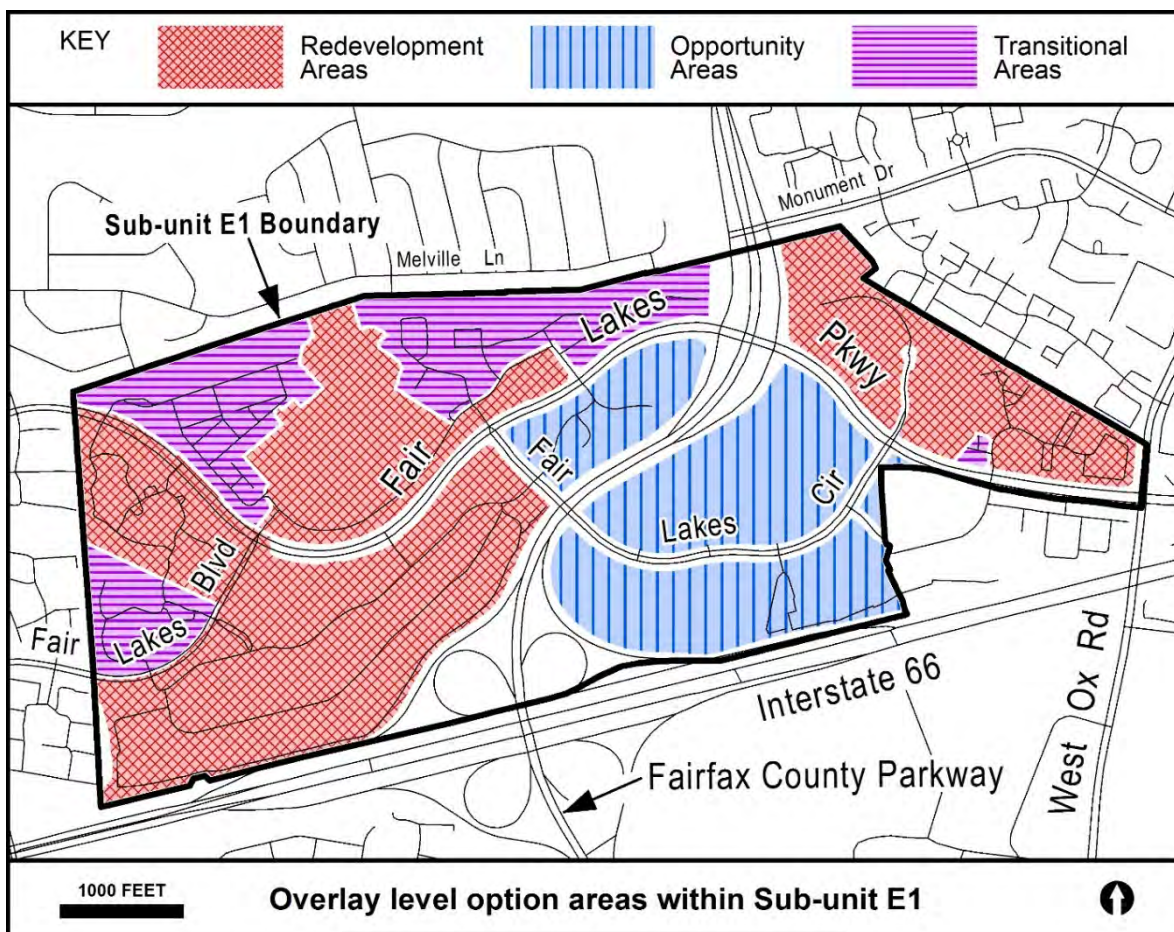 KEY
Redevelopment
Areas
Opportunity
Areas
Transitional
Areas
Monument Dr
Sub-unit E1 Boundary
Melville Ln
Lakes
Pkwy
Fair
Fair
Cir
Lakes
Blvd
Fair
Lakes
Interstate 66
West Ox Rd
Fairfax County Parkway
1000 FEET
Overlay level option areas within Sub-unit E1